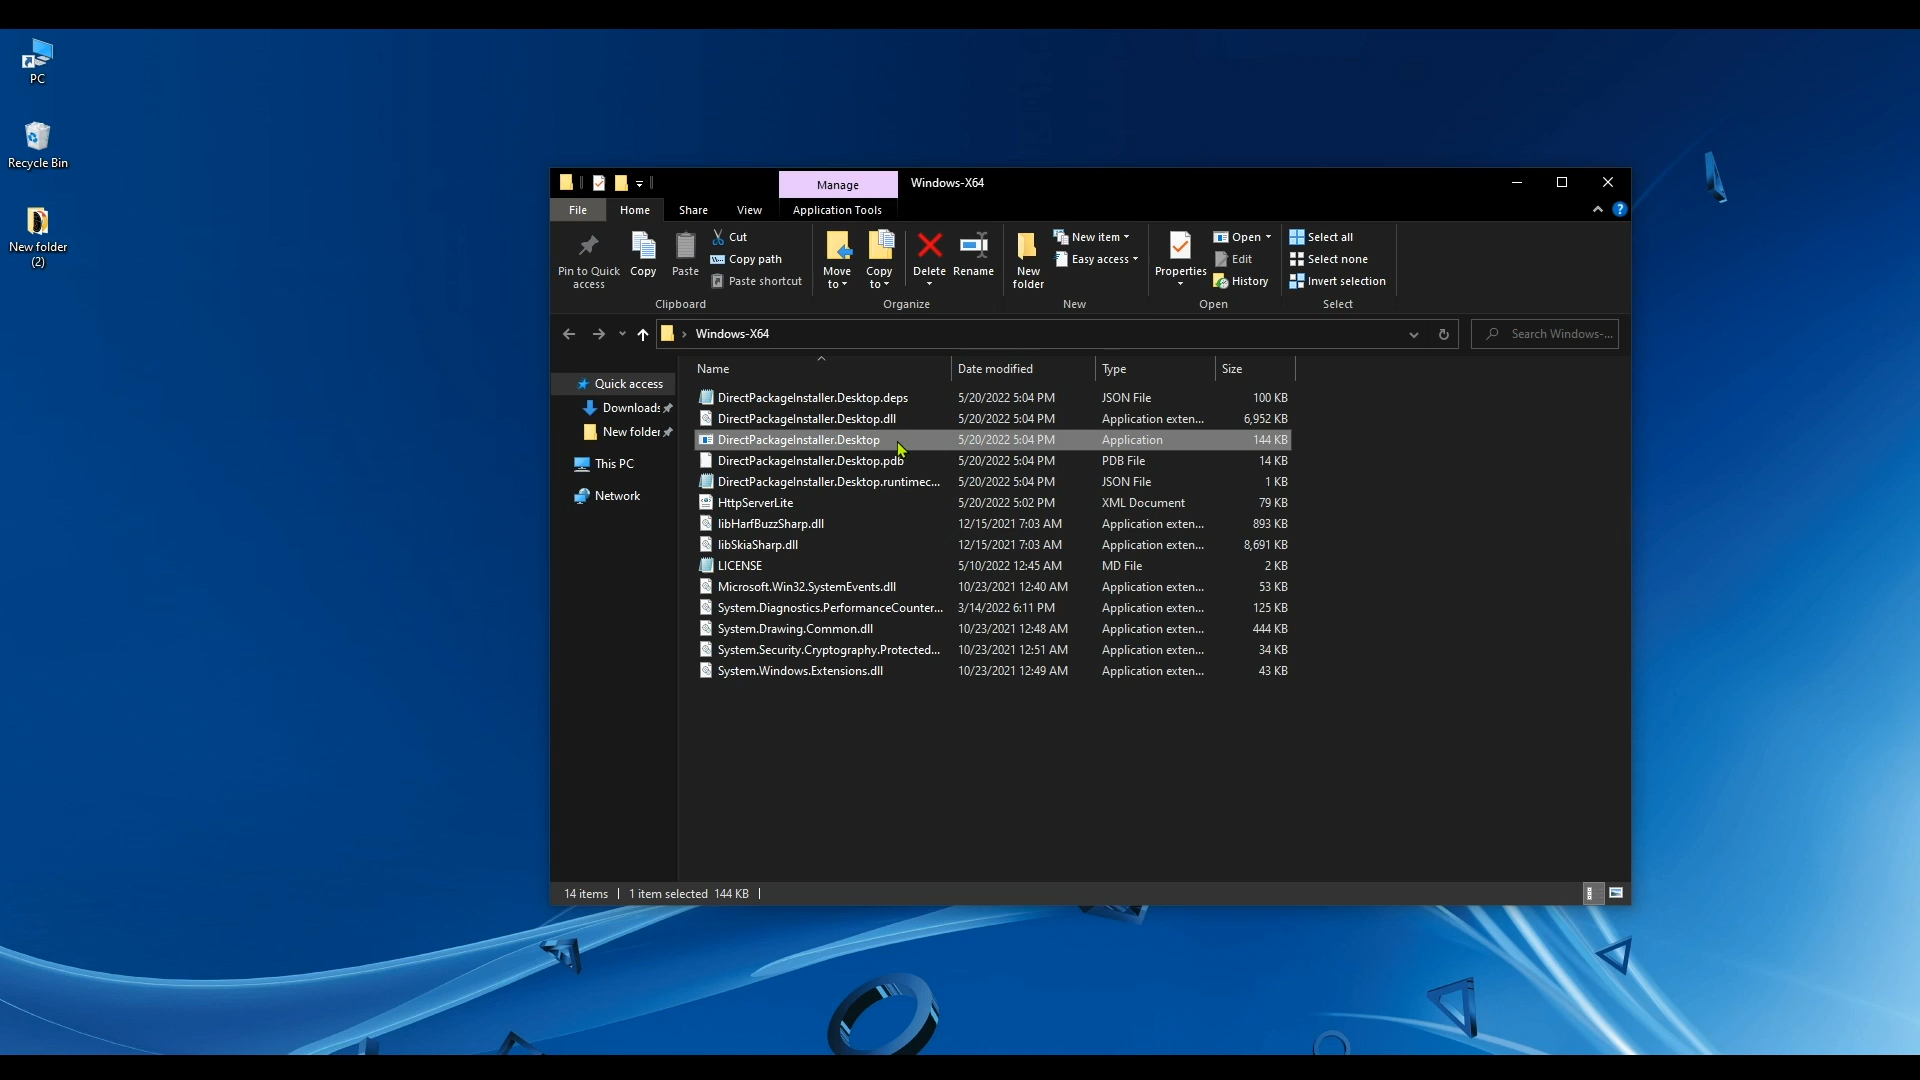 PC
Recycle Bin
New folder
(2)
Manage
Windows-X64
File
Home
Share
View
Application Tools
Pin to Quick
access
Copy
Paste
Cut
Copy path
Paste shortcut
Clipboard
Move
to
Copy
to
Delete
Rename
Organize
New
folder
New item
Easy access
New
Properties
Open
Edit
History
Open
Select all
Select none
Invert selection
Select
Windows-X64
Search Windows-...
Quick access
Downloads
New folder
This PC
Network
Name Date modified Type Size
DirectPackageInstaller.Desktop.deps 5/20/2022 5:04 PM JSON File 100 KB
DirectPackageInstaller.Desktop.dll 5/20/2022 5:04 PM Application exten... 6,952 KB
DirectPackageInstaller.Desktop 5/20/2022 5:04 PM Application 144 KB
DirectPackageInstaller.Desktop.pdb 5/20/2022 5:04 PM PDB File 14 KB
DirectPackageInstaller.Desktop.runtimec... 5/20/2022 5:04 PM JSON File 1 KB
HttpServerLite 5/20/2022 5:02 PM XML Document 79 KB
libHarfBuzzSharp.dll 12/15/2021 7:03 AM Application exten... 893 KB
libSkiaSharp.dll 12/15/2021 7:03 AM Application exten... 8,691 KB
LICENSE 5/10/2022 12:45 AM MD File 2 KB
Microsoft.Win32.SystemEvents.dll 10/23/2021 12:40 AM Application exten... 53 KB
System.Diagnostics.PerformanceCounter... 3/14/2022 6:11 PM Application exten... 125 KB
System.Drawing.Common.dll 10/23/2021 12:48 AM Application exten... 444 KB
System.Security.Cryptography.Protected... 10/23/2021 12:51 AM Application exten... 34 KB
System.Windows.Extensions.dll 10/23/2021 12:49 AM Application exten... 43 KB
14 items 1 item selected 144 KB